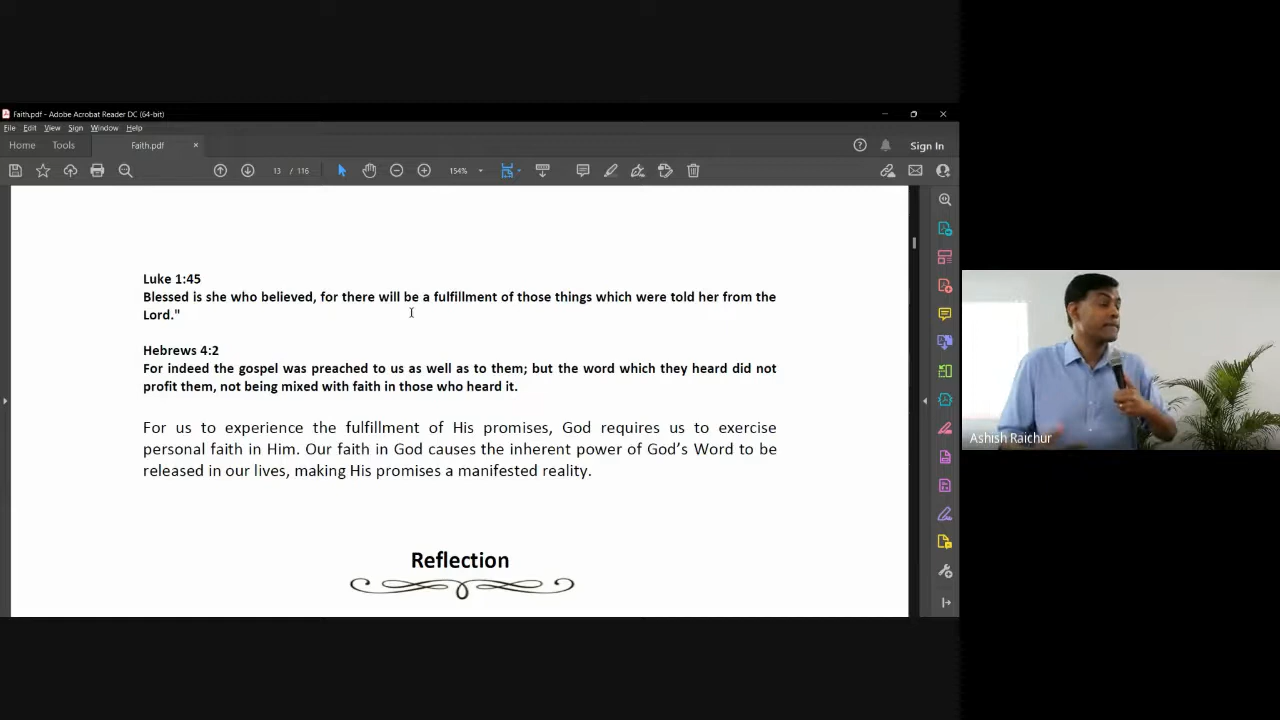 Faith.pdf - Adobe Acrobat Reader DC (64-bit)
File Edit View Sign Window Help
Home Tools Faith.pdf × Sign In
13 / 116 154%
Luke 1:45
Blessed is she who believed, for there will be a fulfillment of those things which were told her from the
Lord."
Hebrews 4:2
For indeed the gospel was preached to us as well as to them; but the word which they heard did not
profit them, not being mixed with faith in those who heard it.
For us to experience the fulfillment of His promises, God requires us to exercise
personal faith in Him. Our faith in God causes the inherent power of God’s Word to be
released in our lives, making His promises a manifested reality.
Reflection
Ashish Raichur